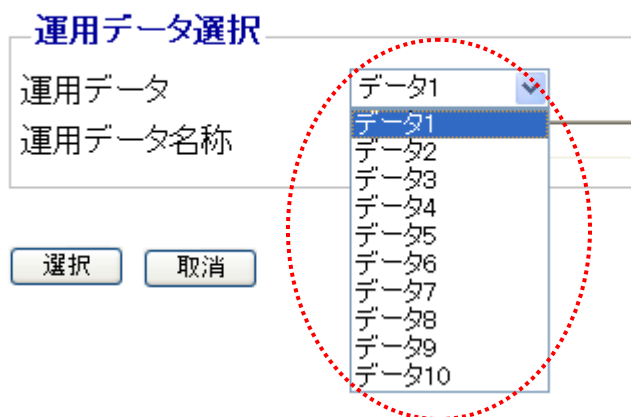 運用データ選択
運用データ
データ1
運用データ名称
データ1
データ2
データ3
データ4
データ5
データ6
データ7
データ8
データ9
データ10
選択
取消